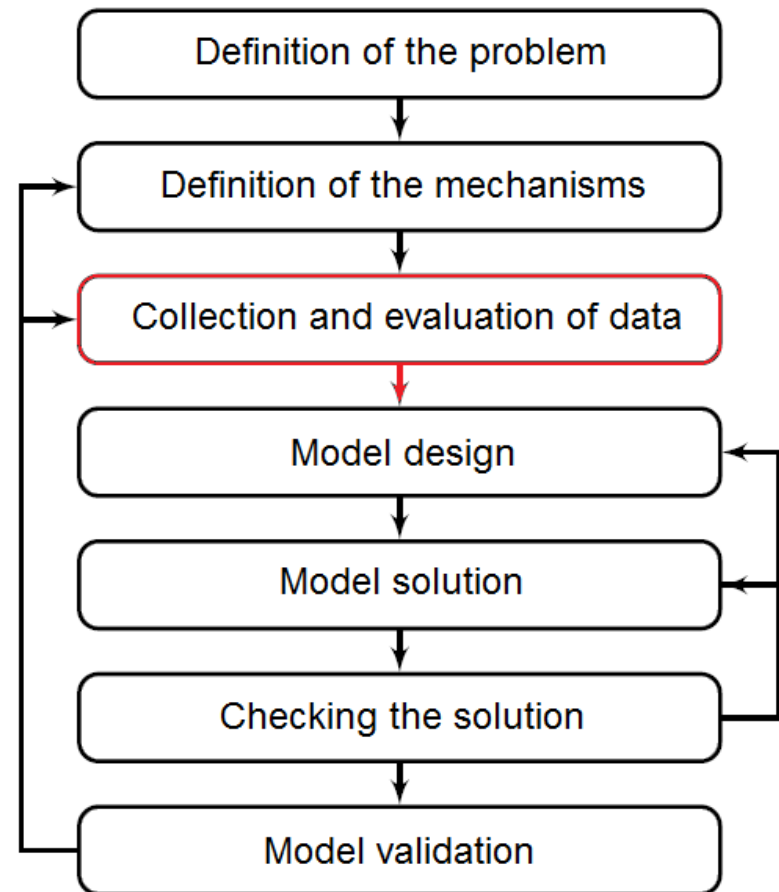 Definition of the problem
Definition of the mechanisms
Collection and evaluation of data
Model design
Model solution
Checking the solution
Model validation